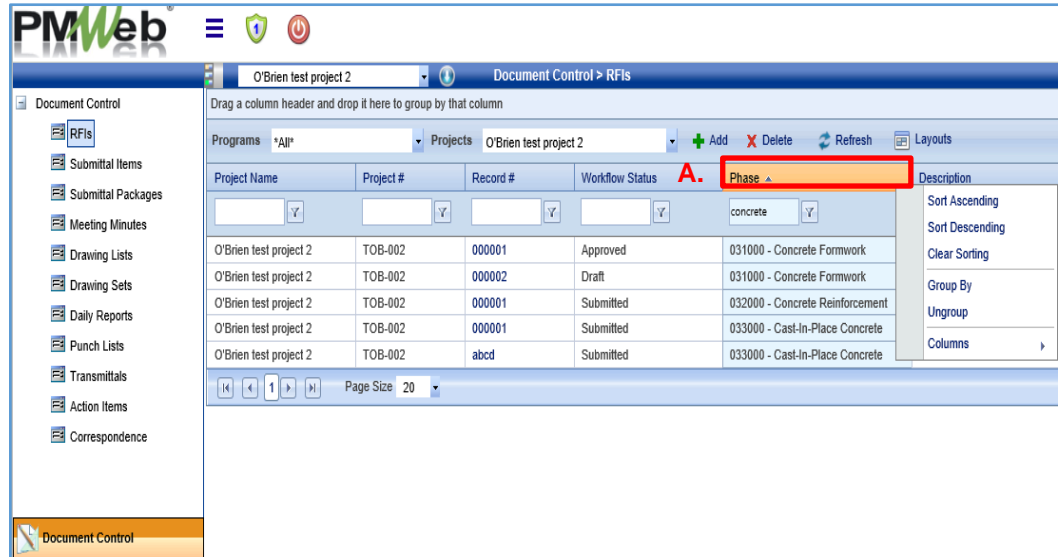 PMWeb®
1
O'Brien test project 2
Document Control > RFIs
Document Control
RFIs
Submittal Items
Submittal Packages
Meeting Minutes
Drawing Lists
Drawing Sets
Daily Reports
Punch Lists
Transmittals
Action Items
Correspondence
Document Control
Drag a column header and drop it here to group by that column
Programs *All* Projects O'Brien test project 2 Add Delete Refresh Layouts
Project Name Project # Record # Workflow Status A. Phase Description
concrete
O'Brien test project 2 TOB-002 000001 Approved 031000 - Concrete Formwork
O'Brien test project 2 TOB-002 000002 Draft 031000 - Concrete Formwork
O'Brien test project 2 TOB-002 000001 Submitted 032000 - Concrete Reinforcement
O'Brien test project 2 TOB-002 000001 Submitted 033000 - Cast-In-Place Concrete
O'Brien test project 2 TOB-002 abcd Submitted 033000 - Cast-In-Place Concrete
1 Page Size 20
Sort Ascending
Sort Descending
Clear Sorting
Group By
Ungroup
Columns